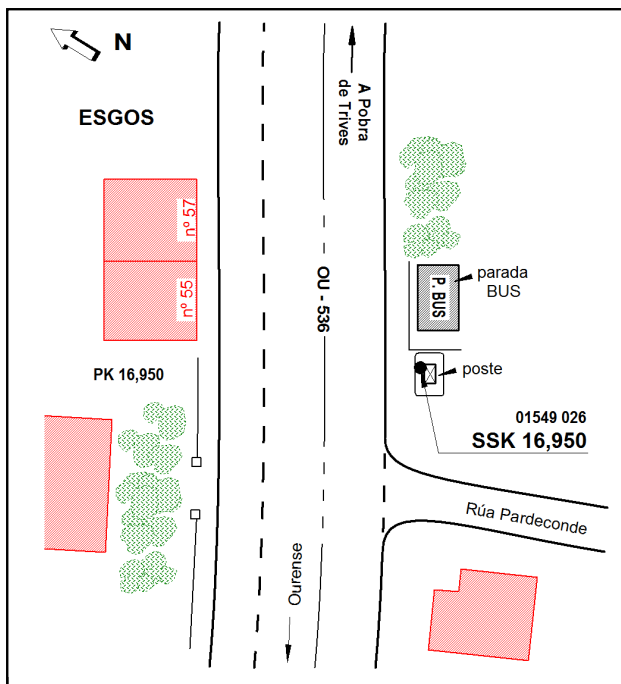 N
ESGOS
A Pobra
de Trives
nº 57
nº 55
OU - 536
P. BUS
parada
BUS
PK 16,950
poste
01549 026
SSK 16,950
Rúa Pardeconde
Ourense